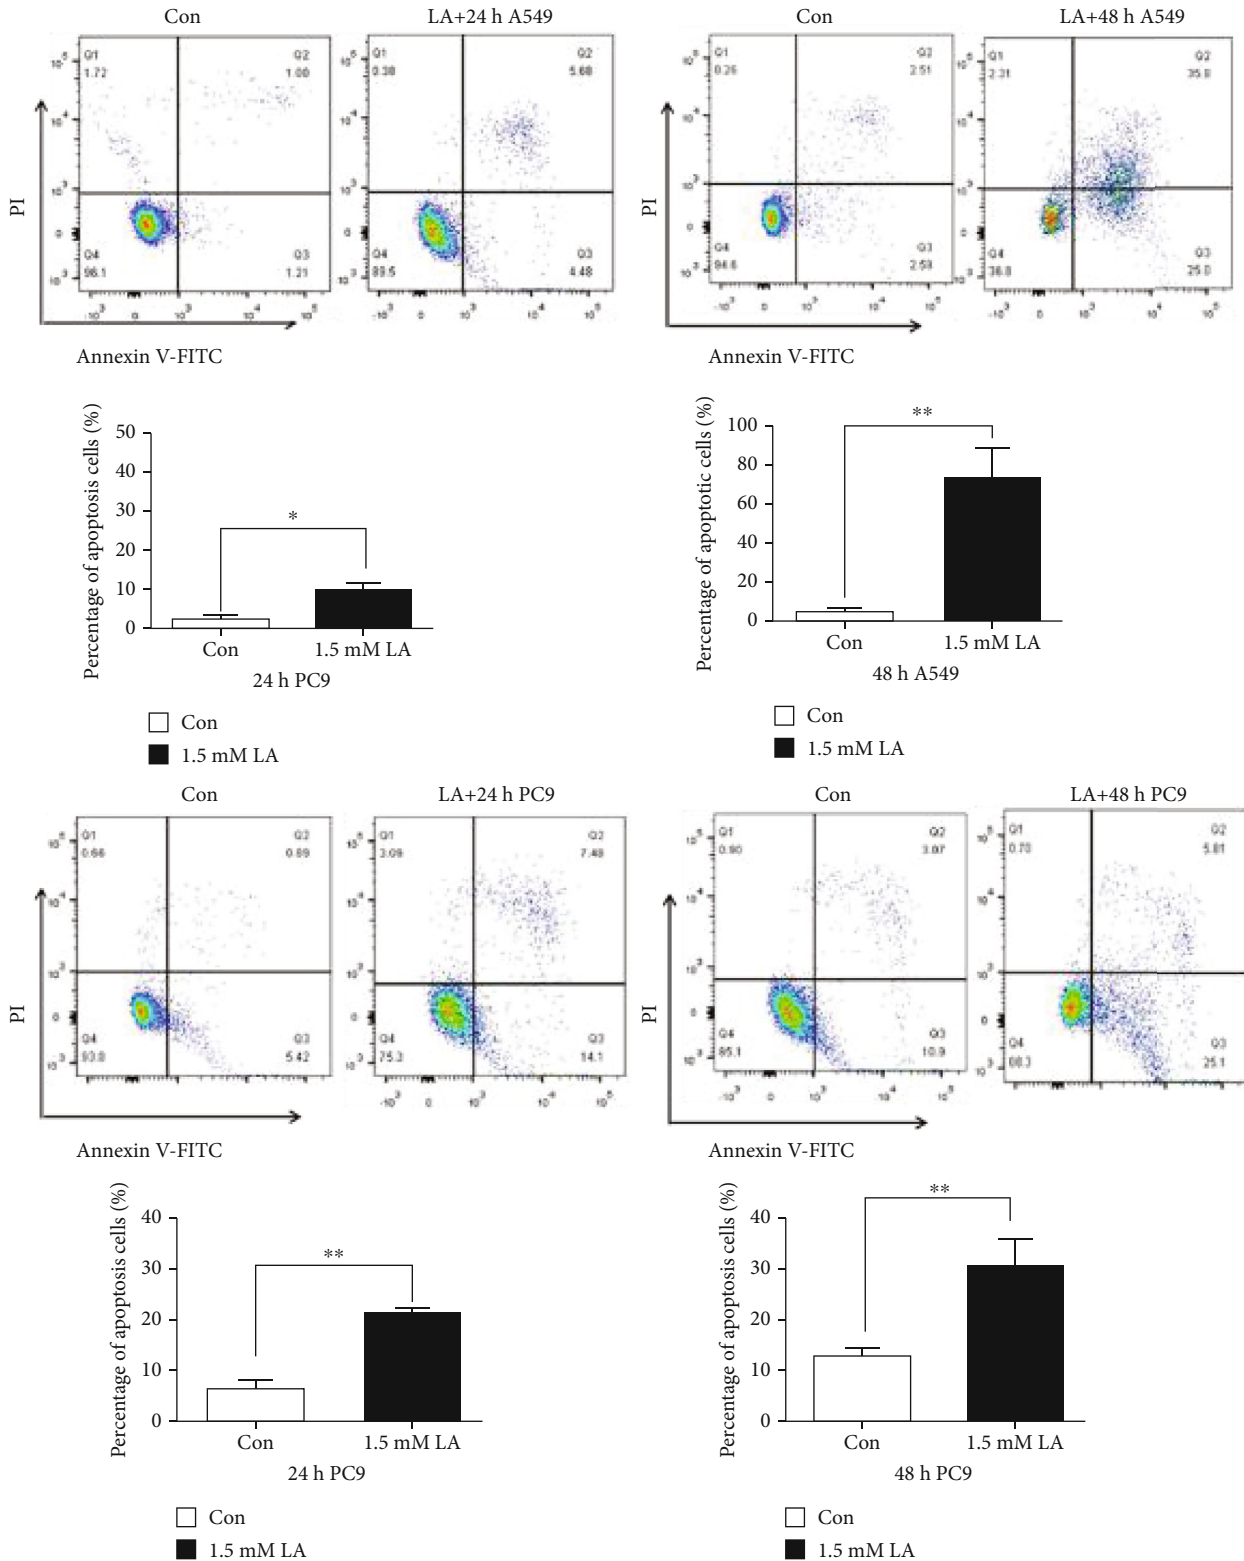 Con
LA+24 h A549
Con
LA+48 h A549
PI
Q1
1.72
Q2
1.00
Q4
96.1
Q3
1.21
Q1
0.38
Q2
5.68
Q4
89.5
Q3
4.48
PI
Q1
0.26
Q2
2.51
Q4
94.6
Q3
Q1
2.31
Q2
35.8
Q4
36.8
Q3
25.0
Annexin V-FITC
Annexin V-FITC
Percentage of apoptosis cells (%)
50
40
30
20
10
0
*
Con
1.5 mM LA
24 h PC9
Con
1.5 mM LA
Percentage of apoptotic cells (%)
100
80
60
40
20
0
**
Con
1.5 mM LA
48 h A549
Con
1.5 mM LA
Con
LA+24 h PC9
Con
LA+48 h PC9
PI
Q1
0.66
Q2
0.89
Q4
93.0
Q3
5.42
Q1
3.09
Q2
7.48
Q4
75.3
Q3
14.1
PI
Q1
0.90
Q2
3.07
Q4
85.1
Q3
10.9
Q1
0.70
Q2
5.81
Q4
68.3
Q3
25.1
Annexin V-FITC
Annexin V-FITC
Percentage of apoptosis cells (%)
40
30
20
10
0
**
Con
1.5 mM LA
24 h PC9
Con
1.5 mM LA
Percentage of apoptosis cells (%)
40
30
20
10
0
**
Con
1.5 mM LA
48 h PC9
Con
1.5 mM LA